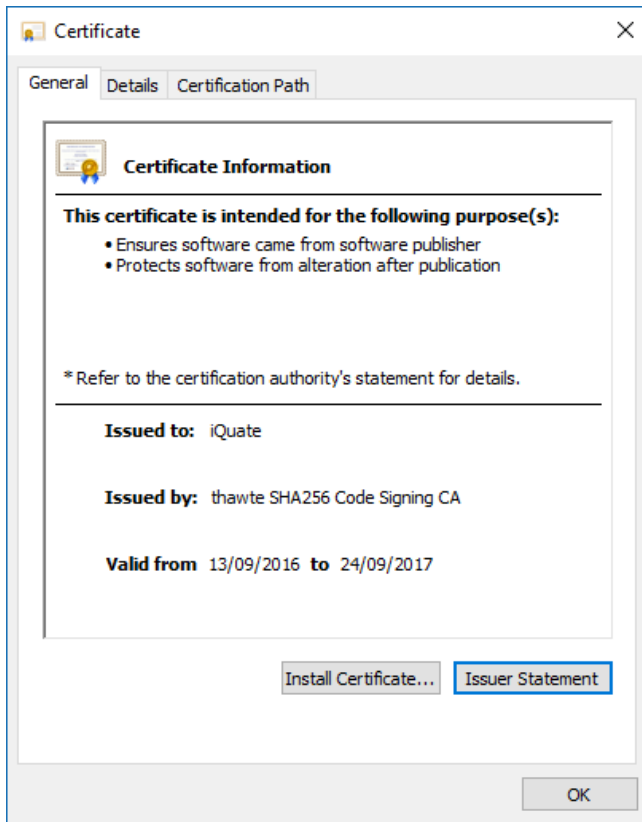 Certificate
General Details Certification Path
Certificate Information
This certificate is intended for the following purpose(s):
• Ensures software came from software publisher
• Protects software from alteration after publication
* Refer to the certification authority's statement for details.
Issued to: iQuate
Issued by: thawte SHA256 Code Signing CA
Valid from 13/09/2016 to 24/09/2017
Install Certificate... Issuer Statement
OK